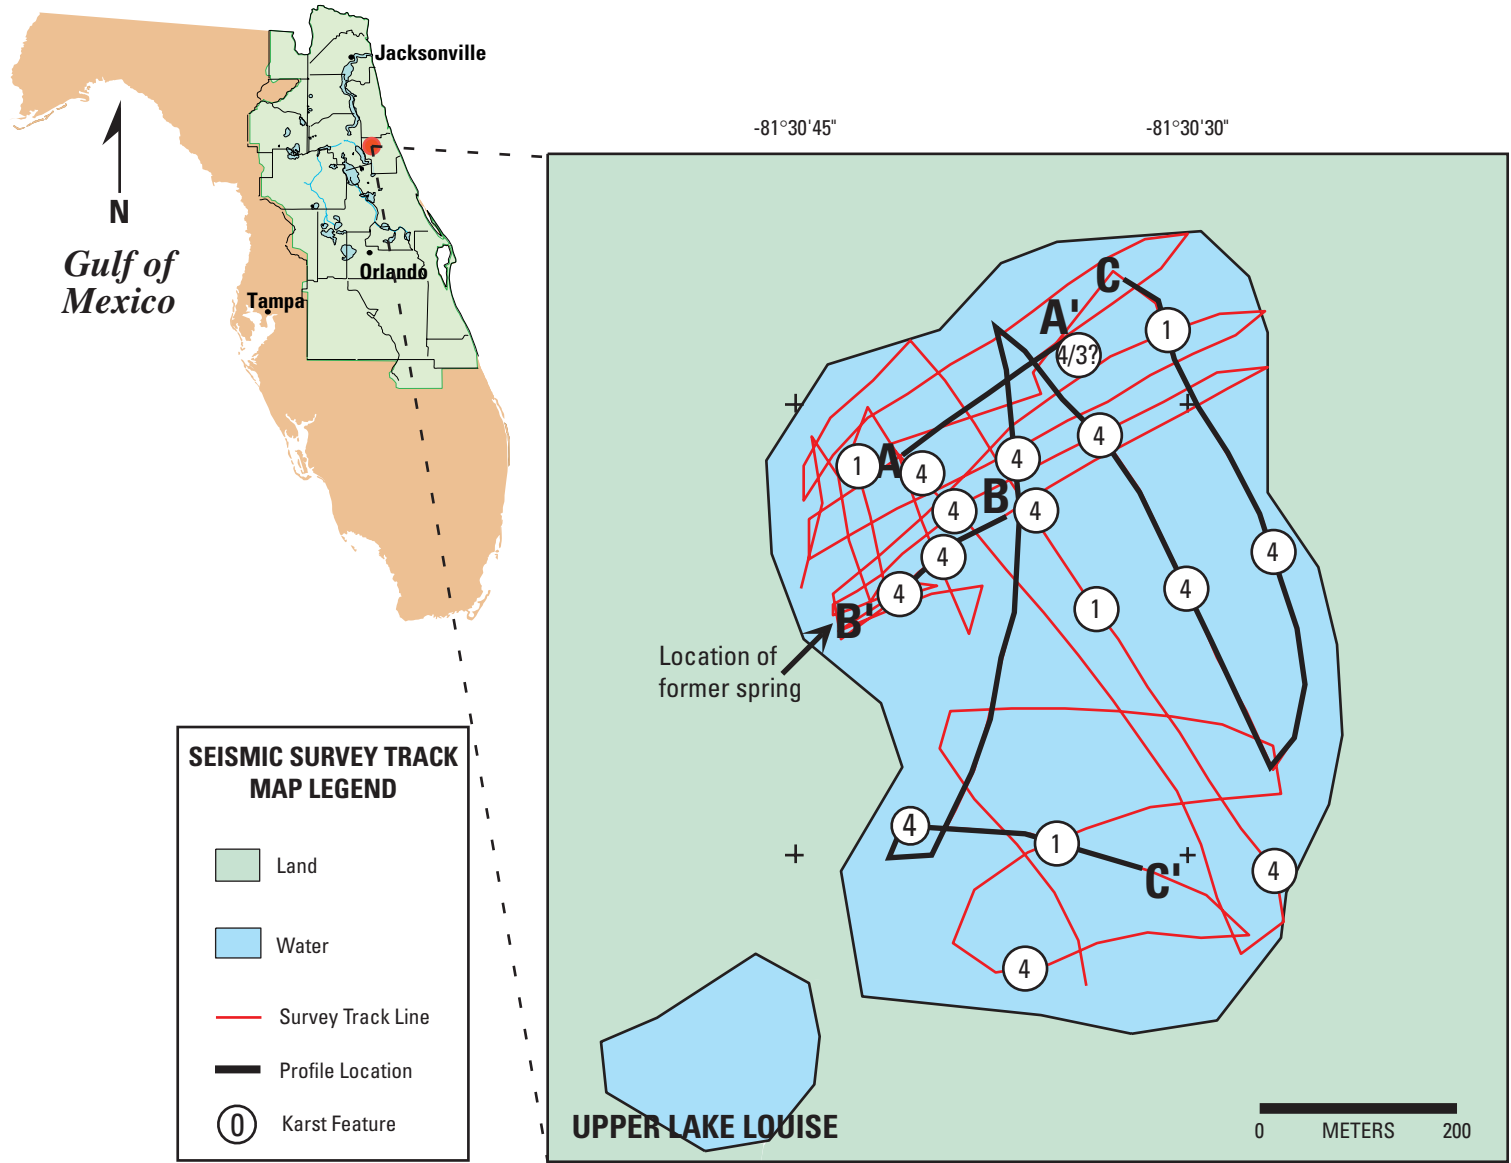 Jacksonville
N
Gulf of
Mexico
Orlando
Tampa
-81°30'45"
-81°30'30"
C
A'
1
4/3?
4
4
1
A
4
B
4
4
4
4
4
4
1
B'
Location of
former spring
4
1
C'
4
4
UPPER LAKE LOUISE
0
METERS
200
SEISMIC SURVEY TRACK
MAP LEGEND
Land
Water
Survey Track Line
Profile Location
0
Karst Feature